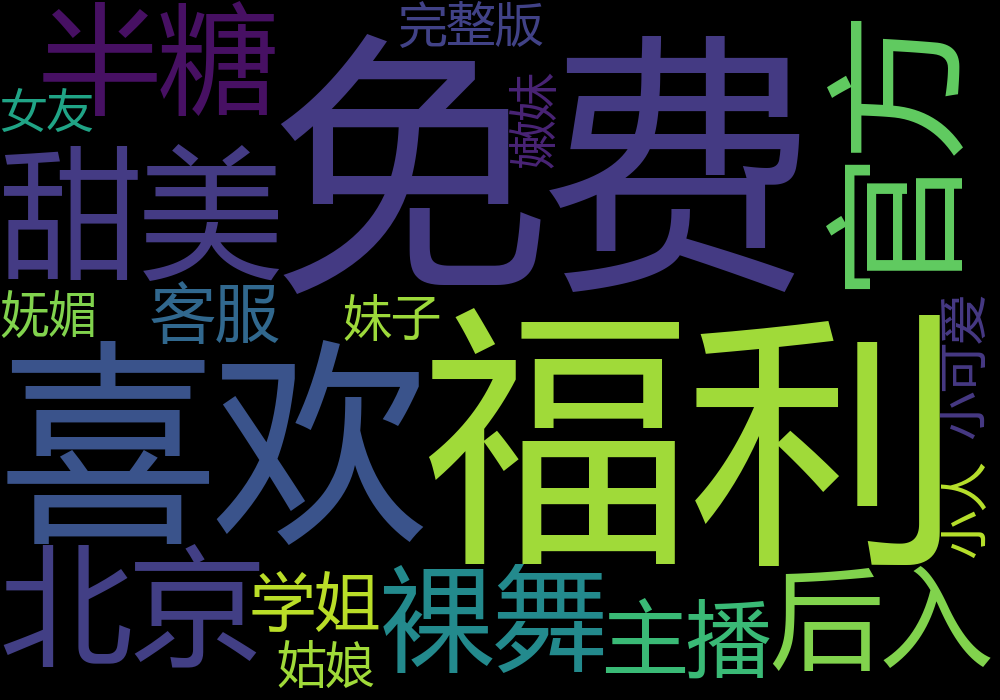 半糖
免费
完整版
嫩妹
官方
女友
甜美
妩媚
客服
妹子
小可爱
喜欢
福利
小人
北京
学姐
裸舞
主播
后入
姑娘